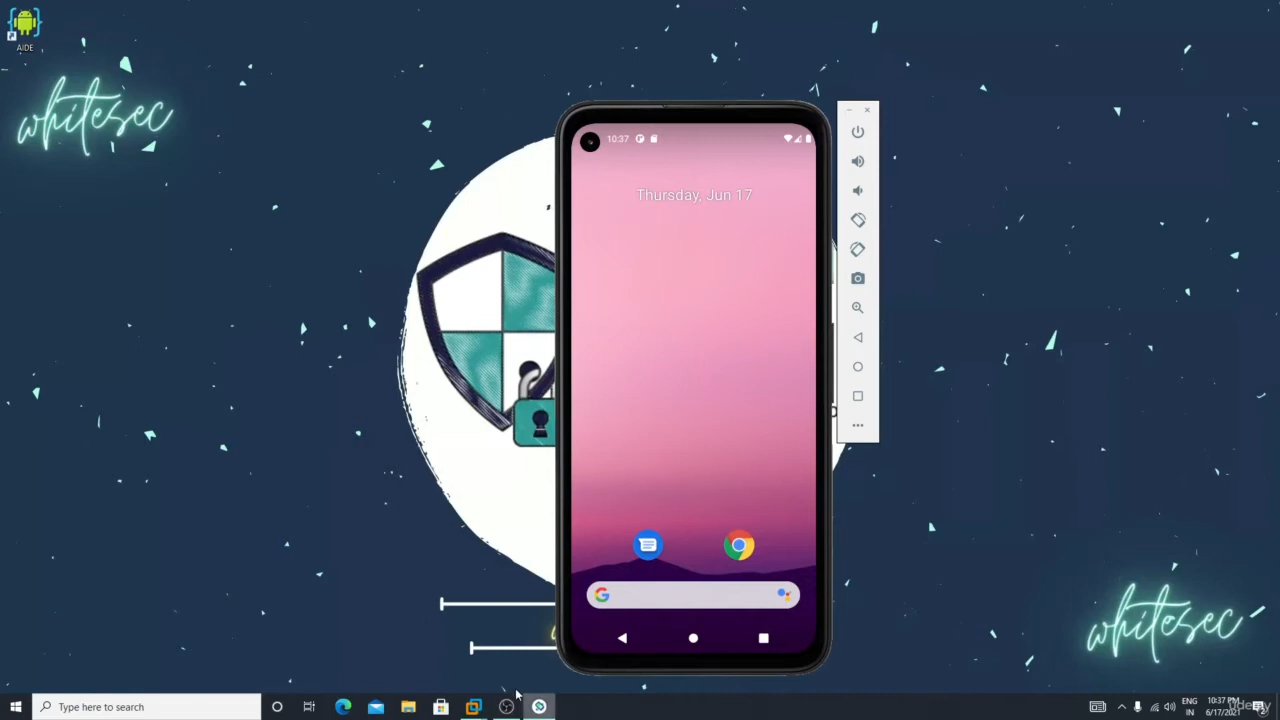 AIDE
whitesec
10:37
Thursday, Jun 17
whitesec
Type here to search
ENG
IN
10:37 PM
6/17/2021
Udemy